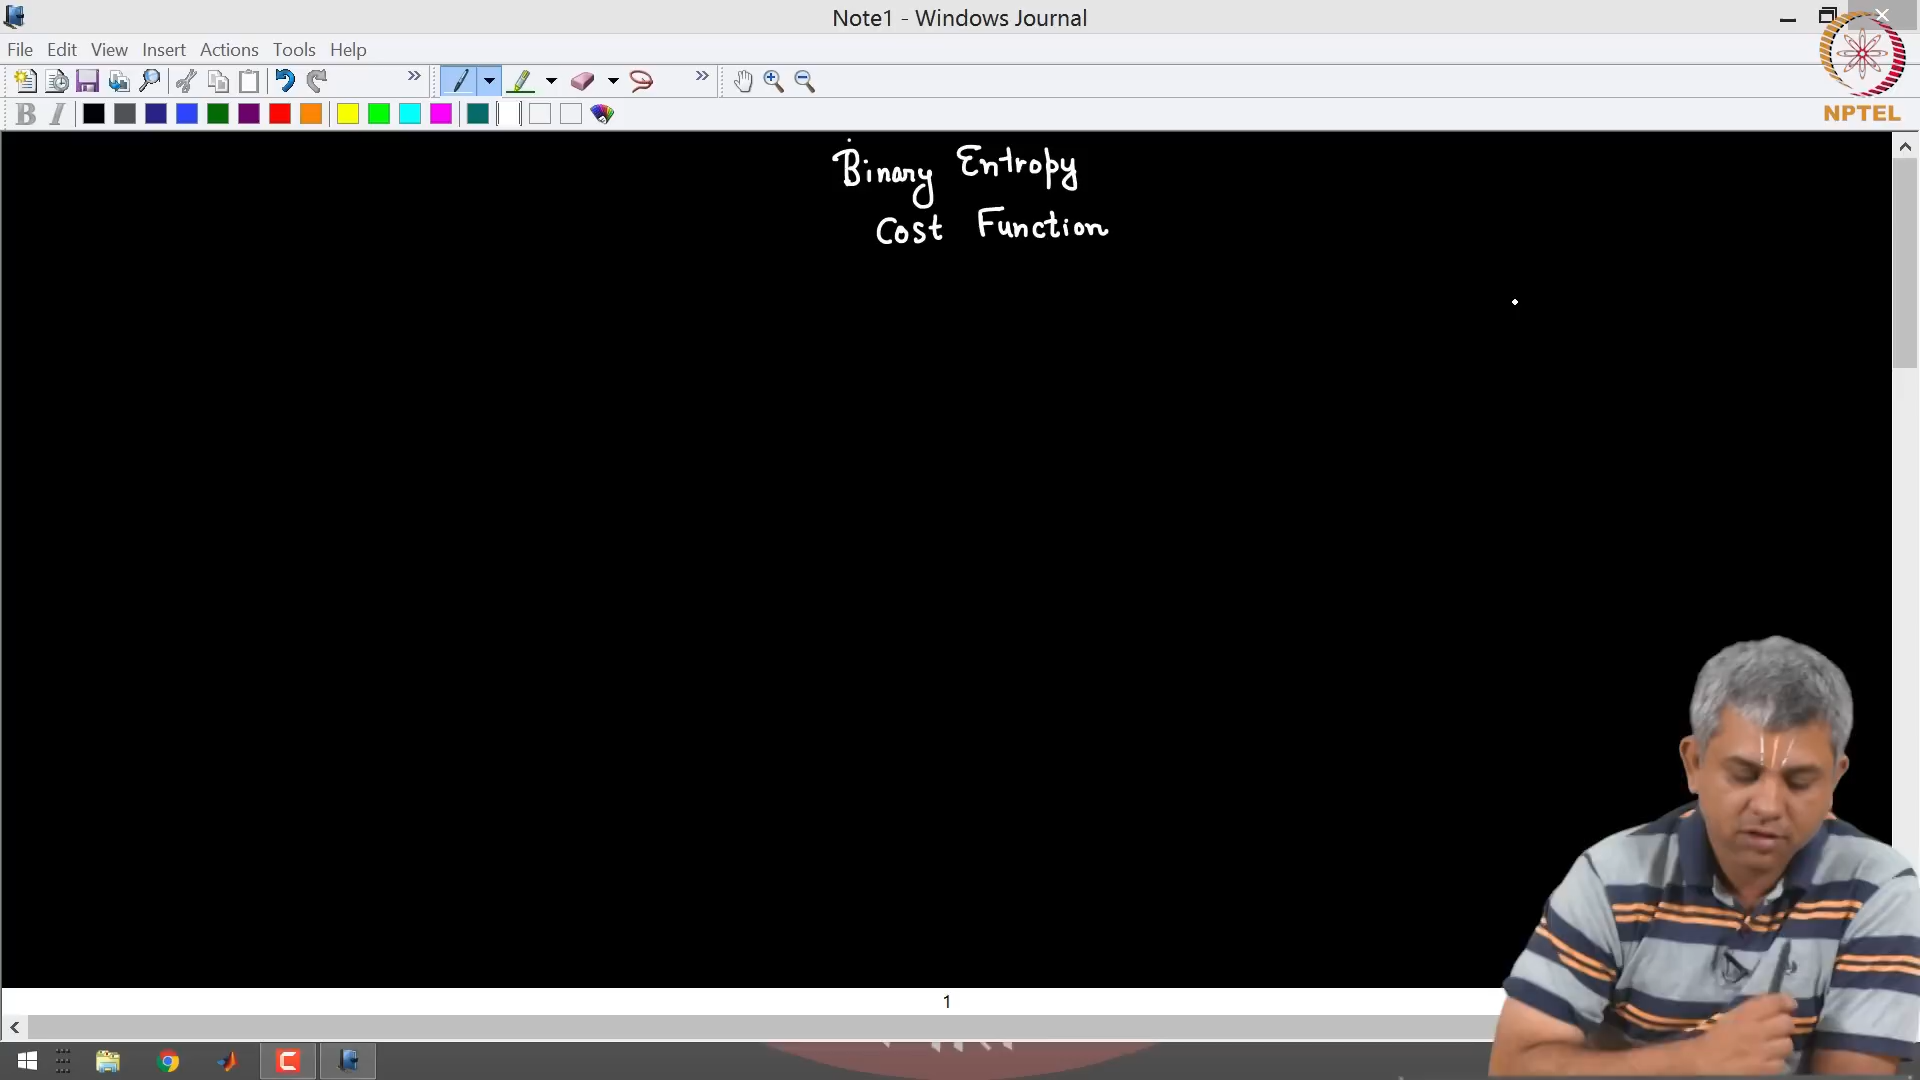 Note1 - Windows Journal
File Edit View Insert Actions Tools Help
B I
NPTEL
Binary Entropy
Cost Function
1